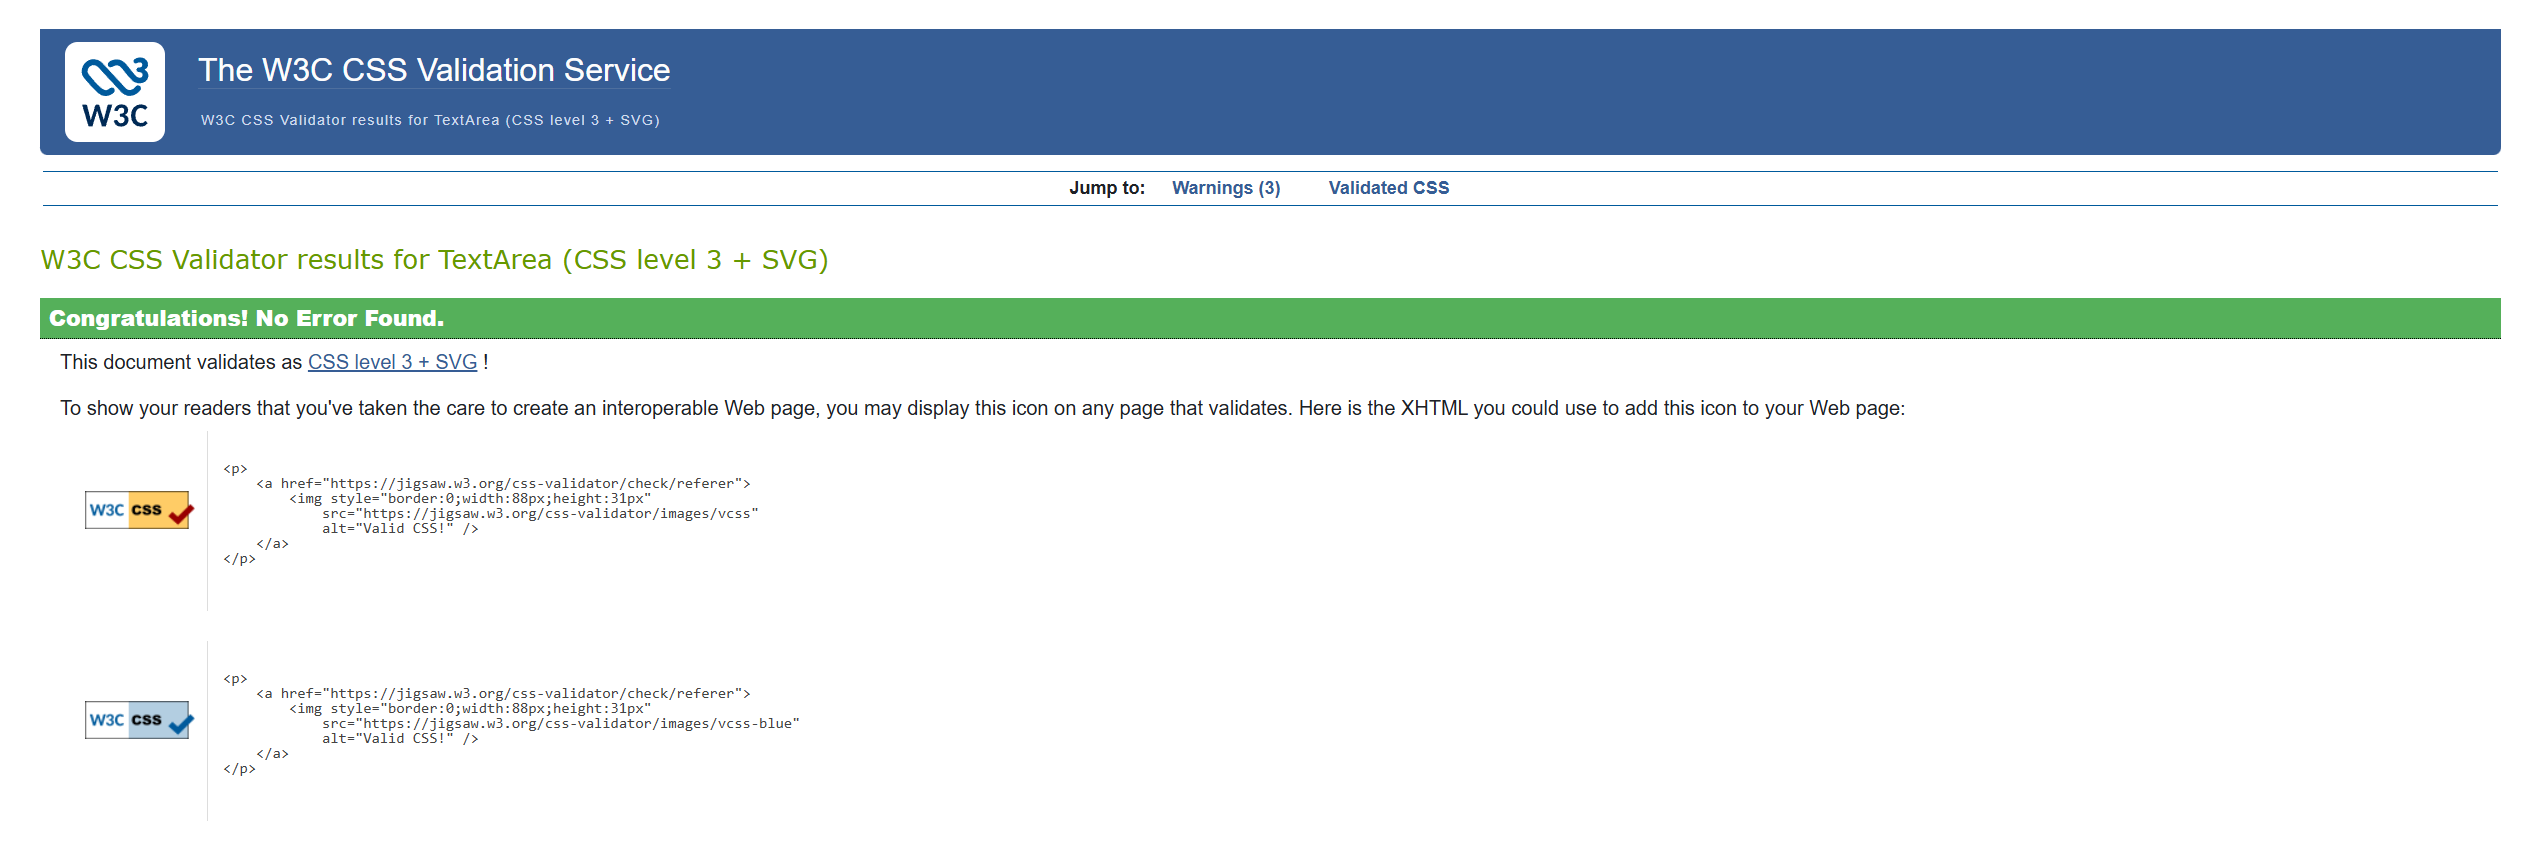 The W3C CSS Validation Service
W3C
W3C CSS Validator results for TextArea (CSS level 3 + SVG)
Jump to: Warnings (3) Validated CSS
W3C CSS Validator results for TextArea (CSS level 3 + SVG)
Congratulations! No Error Found.
This document validates as CSS level 3 + SVG !
To show your readers that you've taken the care to create an interoperable Web page, you may display this icon on any page that validates. Here is the XHTML you could use to add this icon to your Web page:
W3C CSS
<p>
    <a href="https://jigsaw.w3.org/css-validator/check/referer">
        <img style="border:0;width:88px;height:31px"
            src="https://jigsaw.w3.org/css-validator/images/vcss"
            alt="Valid CSS!" />
    </a>
</p>
W3C CSS
<p>
    <a href="https://jigsaw.w3.org/css-validator/check/referer">
        <img style="border:0;width:88px;height:31px"
            src="https://jigsaw.w3.org/css-validator/images/vcss-blue"
            alt="Valid CSS!" />
    </a>
</p>